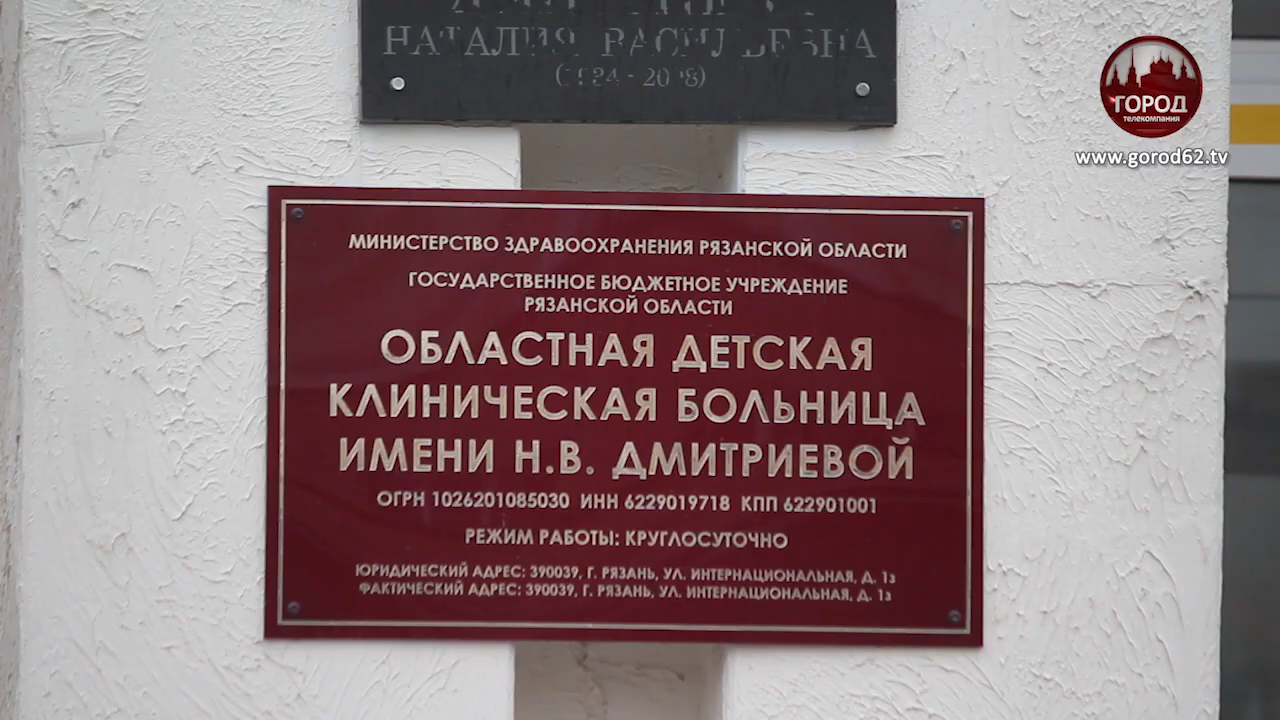 НАТАЛИЯ ВАСИЛЬЕВНА
ГОРОД
телекомпания
www.gorod62.tv
МИНИСТЕРСТВО ЗДРАВООХРАНЕНИЯ РЯЗАНСКОЙ ОБЛАСТИ
ГОСУДАРСТВЕННОЕ БЮДЖЕТНОЕ УЧРЕЖДЕНИЕ
РЯЗАНСКОЙ ОБЛАСТИ
ОБЛАСТНАЯ ДЕТСКАЯ
КЛИНИЧЕСКАЯ БОЛЬНИЦА
ИМЕНИ Н.В. ДМИТРИЕВОЙ
ОГРН 1026201085030 ИНН 6229019718 КПП 622901001
РЕЖИМ РАБОТЫ: КРУГЛОСУТОЧНО
ЮРИДИЧЕСКИЙ АДРЕС: 390039, Г. РЯЗАНЬ, УЛ. ИНТЕРНАЦИОНАЛЬНАЯ, Д. 1з
ФАКТИЧЕСКИЙ АДРЕС: 390039, Г. РЯЗАНЬ, УЛ. ИНТЕРНАЦИОНАЛЬНАЯ, Д. 1з